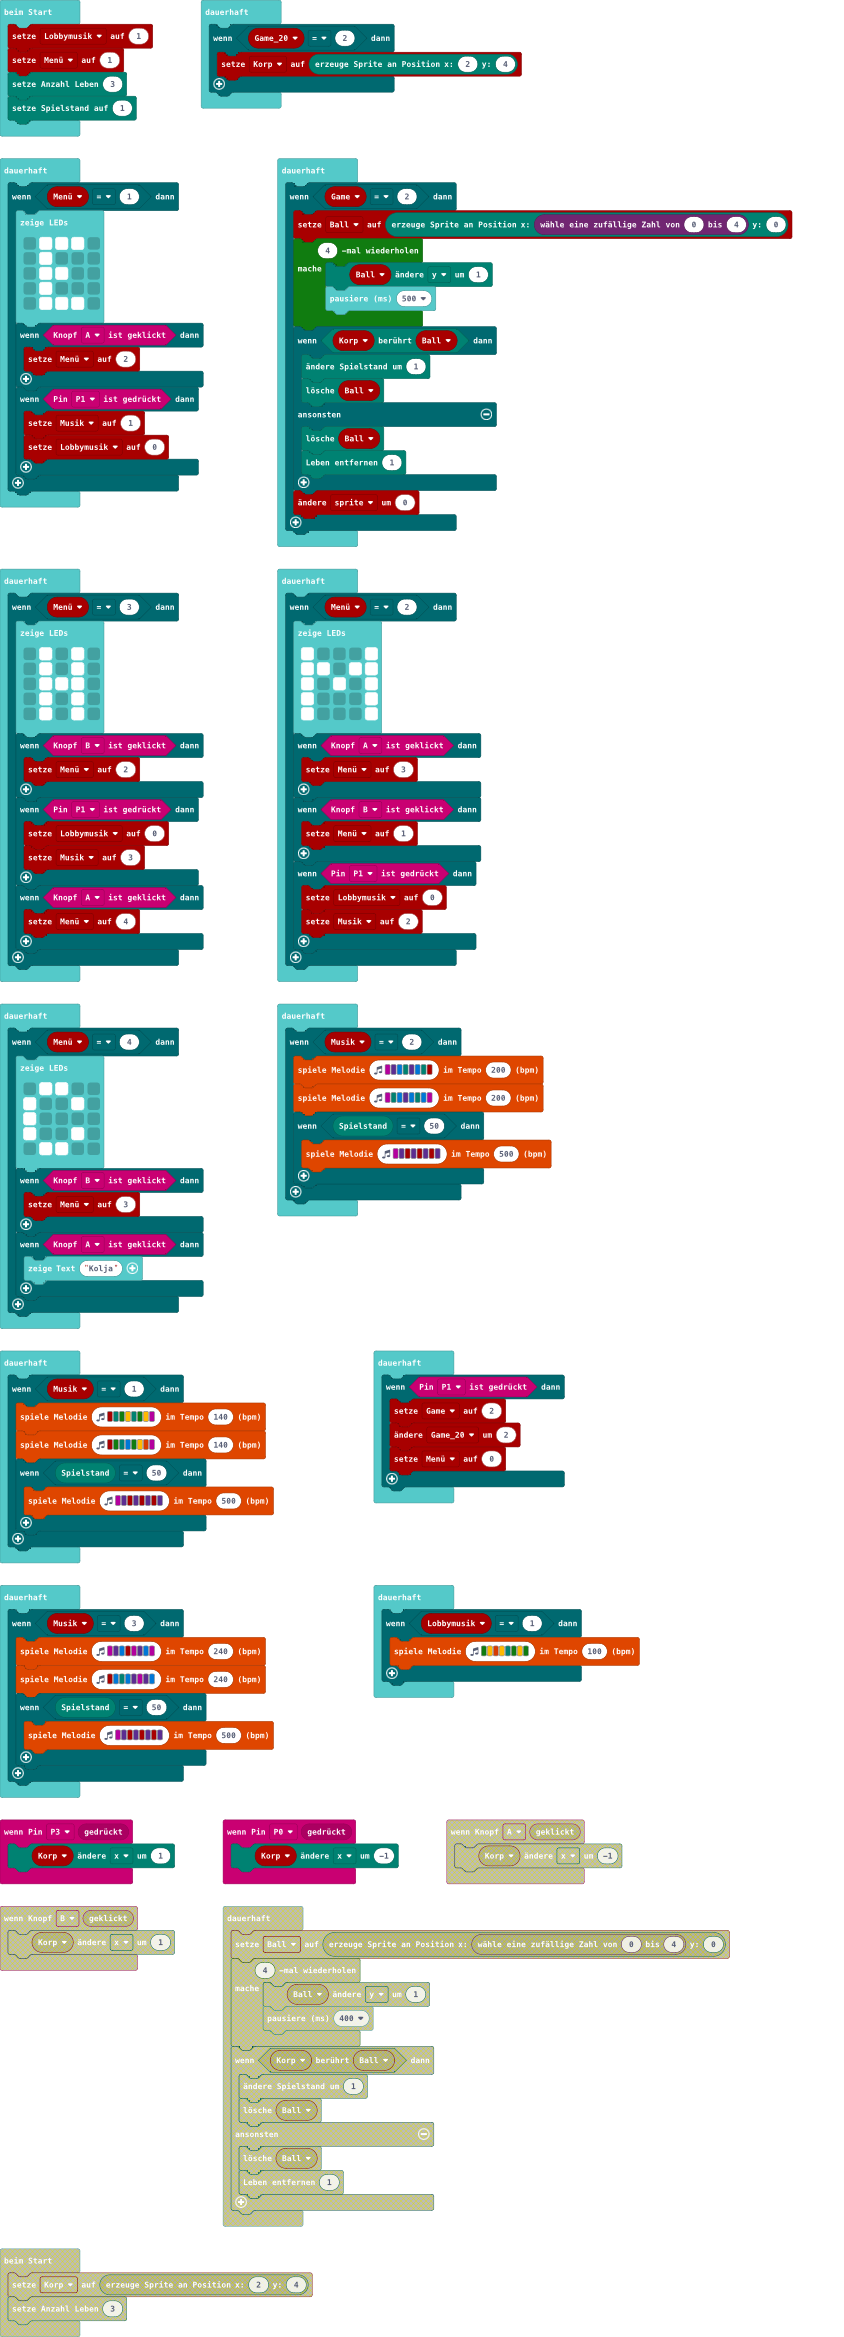 beim Start
setze Lobbymusik auf 1
setze Menü auf 1
setze Anzahl Leben 3
setze Spielstand auf 1
dauerhaft
wenn Game_20 = 2 dann
setze Korp auf erzeuge Sprite an Position x: 2 y: 4
dauerhaft
wenn Menü = 1 dann
zeige LEDs
wenn Knopf A ist geklickt dann
setze Menü auf 2
wenn Pin P1 ist gedrückt dann
setze Musik auf 1
setze Lobbymusik auf 0
dauerhaft
wenn Game = 2 dann
setze Ball auf erzeuge Sprite an Position x: wähle eine zufällige Zahl von 0 bis 4 y: 0
4 -mal wiederholen
mache Ball ändere y um 1
pausiere (ms) 500
wenn Korp berührt Ball dann
ändere Spielstand um 1
lösche Ball
ansonsten
lösche Ball
Leben entfernen 1
ändere sprite um 0
dauerhaft
wenn Menü = 3 dann
zeige LEDs
wenn Knopf B ist geklickt dann
setze Menü auf 2
wenn Pin P1 ist gedrückt dann
setze Lobbymusik auf 0
setze Musik auf 3
wenn Knopf A ist geklickt dann
setze Menü auf 4
dauerhaft
wenn Menü = 2 dann
zeige LEDs
wenn Knopf A ist geklickt dann
setze Menü auf 3
wenn Knopf B ist geklickt dann
setze Menü auf 1
wenn Pin P1 ist gedrückt dann
setze Lobbymusik auf 0
setze Musik auf 2
dauerhaft
wenn Menü = 4 dann
zeige LEDs
wenn Knopf B ist geklickt dann
setze Menü auf 3
wenn Knopf A ist geklickt dann
zeige Text "Kolja"
dauerhaft
wenn Musik = 2 dann
spiele Melodie im Tempo 200 (bpm)
spiele Melodie im Tempo 200 (bpm)
wenn Spielstand = 50 dann
spiele Melodie im Tempo 500 (bpm)
dauerhaft
wenn Musik = 1 dann
spiele Melodie im Tempo 140 (bpm)
spiele Melodie im Tempo 140 (bpm)
wenn Spielstand = 50 dann
spiele Melodie im Tempo 500 (bpm)
dauerhaft
wenn Pin P1 ist gedrückt dann
setze Game auf 2
ändere Game_20 um 2
setze Menü auf 0
dauerhaft
wenn Musik = 3 dann
spiele Melodie im Tempo 240 (bpm)
spiele Melodie im Tempo 240 (bpm)
wenn Spielstand = 50 dann
spiele Melodie im Tempo 500 (bpm)
dauerhaft
wenn Lobbymusik = 1 dann
spiele Melodie im Tempo 100 (bpm)
wenn Pin P3 gedrückt
Korp ändere x um 1
wenn Pin P0 gedrückt
Korp ändere x um -1
wenn Knopf A geklickt
Korp ändere x um -1
wenn Knopf B geklickt
Korp ändere x um 1
dauerhaft
setze Ball auf erzeuge Sprite an Position x: wähle eine zufällige Zahl von 0 bis 4 y: 0
4 -mal wiederholen
mache Ball ändere y um 1
pausiere (ms) 400
wenn Korp berührt Ball dann
ändere Spielstand um 1
lösche Ball
ansonsten
lösche Ball
Leben entfernen 1
beim Start
setze Korp auf erzeuge Sprite an Position x: 2 y: 4
setze Anzahl Leben 3